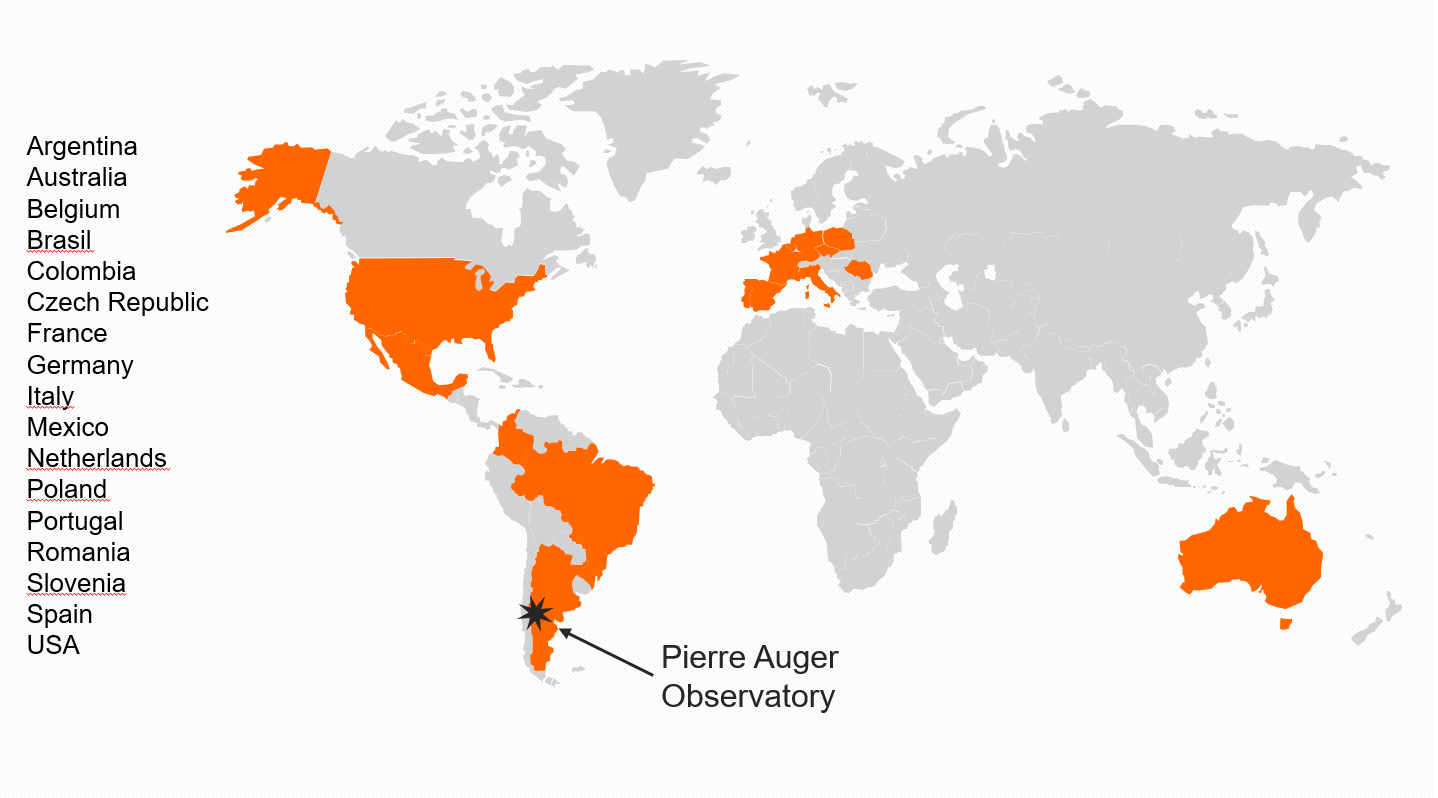 Argentina
Australia
Belgium
Brasil
Colombia
Czech Republic
France
Germany
Italy
Mexico
Netherlands
Poland
Portugal
Romania
Slovenia
Spain
USA
Pierre Auger
Observatory